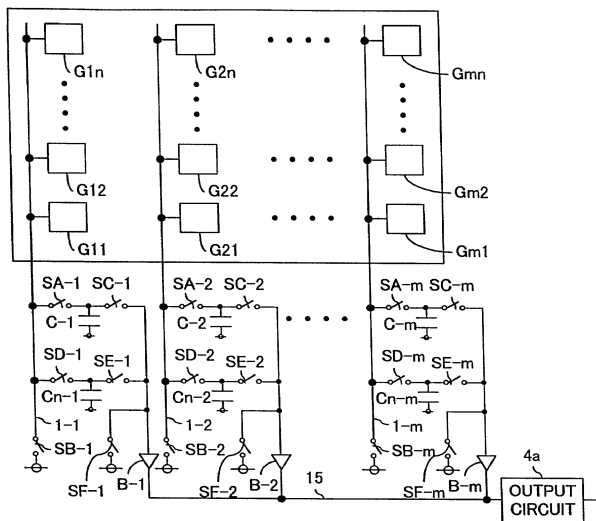 G1n G2n Gmn
G12 G22 Gm2
G11 G21 Gm1
SA-1 SC-1 SA-2 SC-2 SA-m SC-m
C-1 C-2 C-m
SD-1 SE-1 SD-2 SE-2 SD-m SE-m
Cn-1 Cn-2 Cn-m
1-1 1-2 1-m
SB-1 SB-2 SB-m
4a
SF-1 B-1 SF-2 B-2 15 SF-m B-m
OUTPUT
CIRCUIT